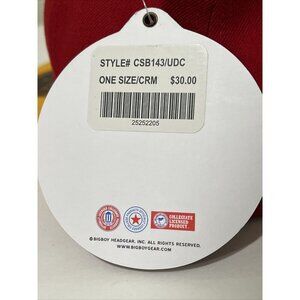 STYLE# CSB143/UDC
ONE SIZE/CRM $30.00
25252205
COLLEGIATE
LICENSED
PRODUCT
© BIGBOY HEADGEAR, INC. ALL RIGHTS RESERVED.
WWW.BIGBOYGEAR.COM